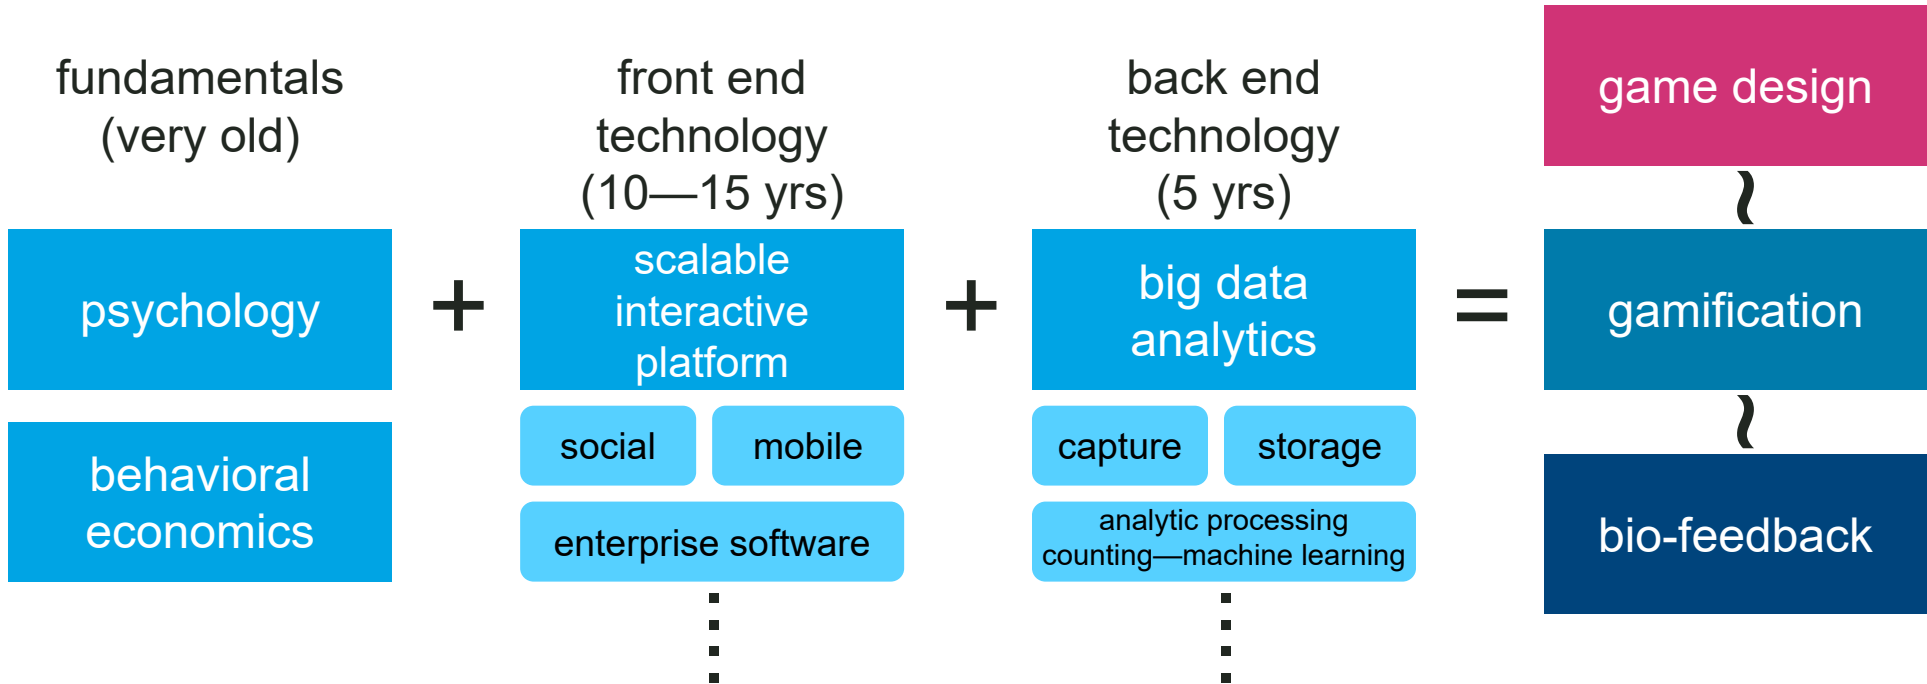 fundamentals
(very old)
psychology
behavioral
economics
+
front end
technology
(10—15 yrs)
scalable
interactive
platform
social
mobile
enterprise software
+
back end
technology
(5 yrs)
big data
analytics
capture
storage
analytic processing
counting—machine learning
=
game design
~
gamification
~
bio-feedback